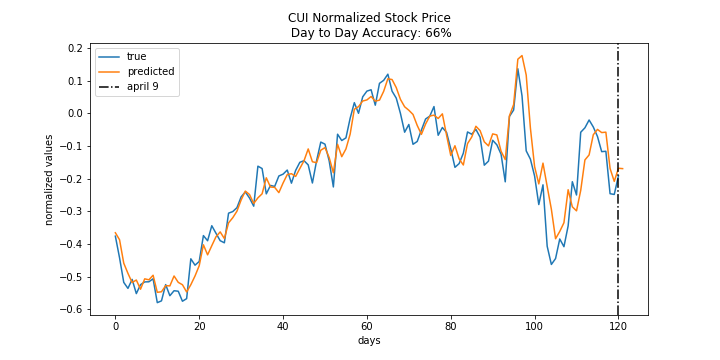 CUI Normalized Stock Price
Day to Day Accuracy: 66%
true
predicted
april 9
normalized values
0.2
0.1
0.0
−0.1
−0.2
−0.3
−0.4
−0.5
−0.6
0 20 40 60 80 100 120
days